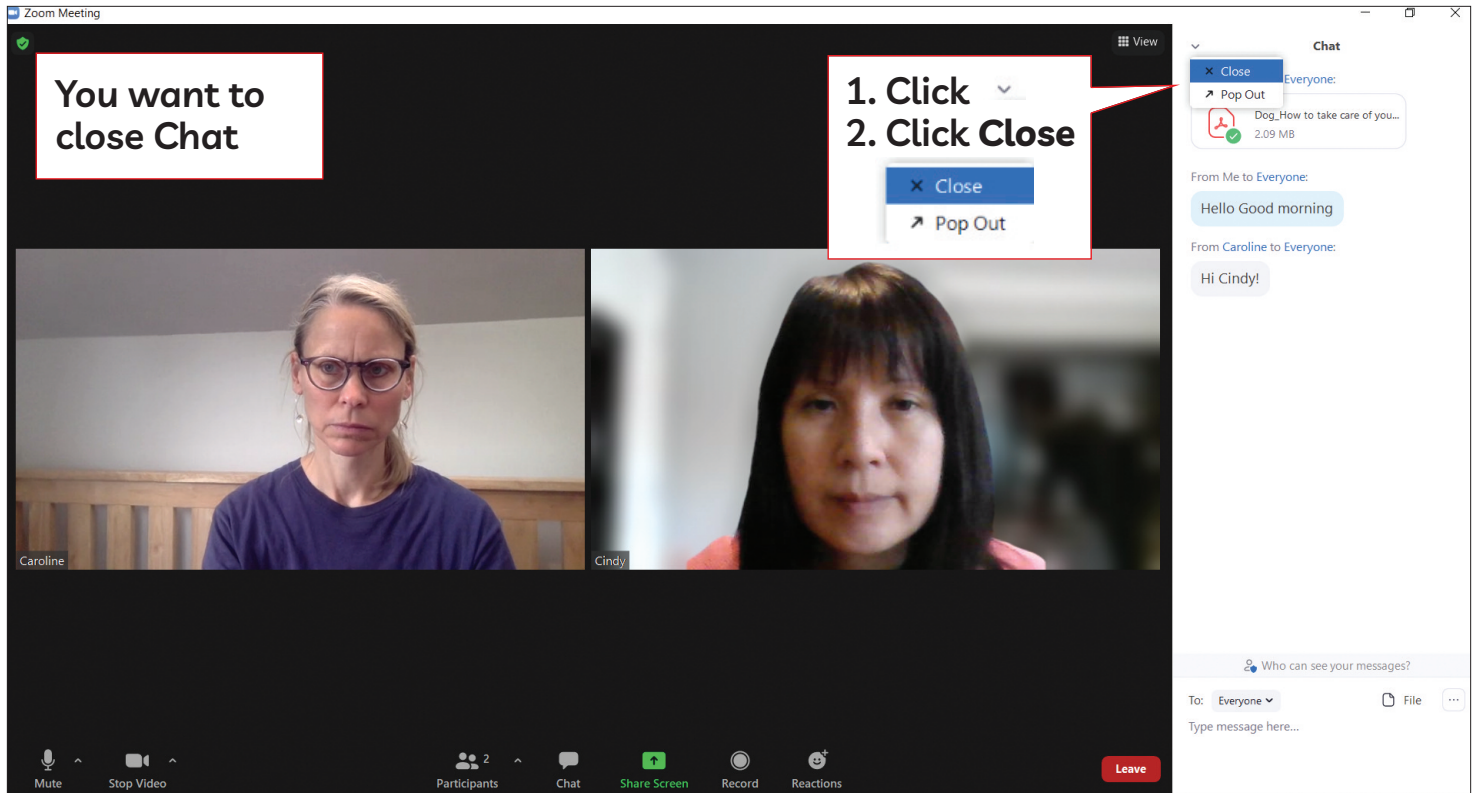 Zoom Meeting
View
You want to
close Chat
1. Click
2. Click Close
Close
Pop Out
Chat
Close
Everyone:
Pop Out
Dog_How to take care of you...
2.09 MB
From Me to Everyone:
Hello Good morning
From Caroline to Everyone:
Hi Cindy!
Caroline
Cindy
Who can see your messages?
To: Everyone File
Type message here...
Mute
Stop Video
2
Participants
Chat
Share Screen
Record
Reactions
Leave